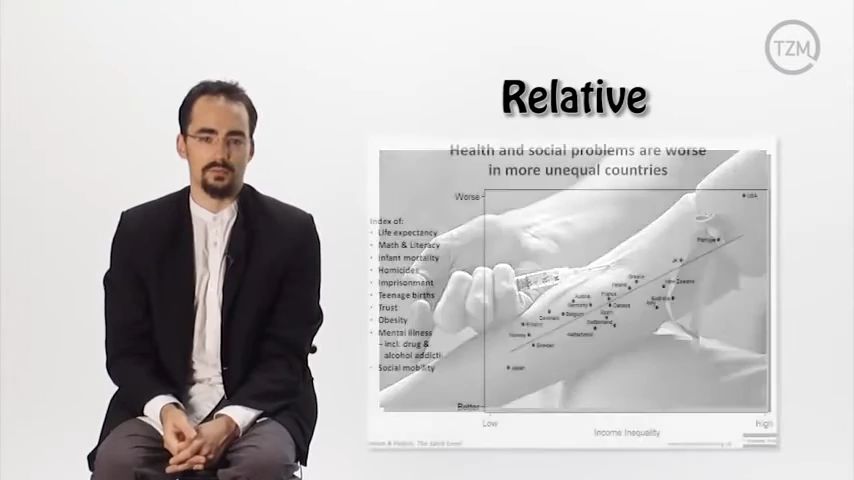 TZM
Relative
Health and social problems are worse
in more unequal countries
Worse
USA
Index of:
• Life expectancy
• Math & Literacy
• Infant mortality
• Homicides
• Imprisonment
• Teenage births
• Trust
• Obesity
• Mental illness
– incl. drug &
alcohol addicti
• Social mobility
Portugal
UK
Greece
Ireland
New Zealand
Austria
France
Australia
Germany
Canada
Italy
Denmark
Belgium
Spain
Finland
Switzerland
Norway
Netherlands
Sweden
Japan
Better
Low
High
Income Inequality